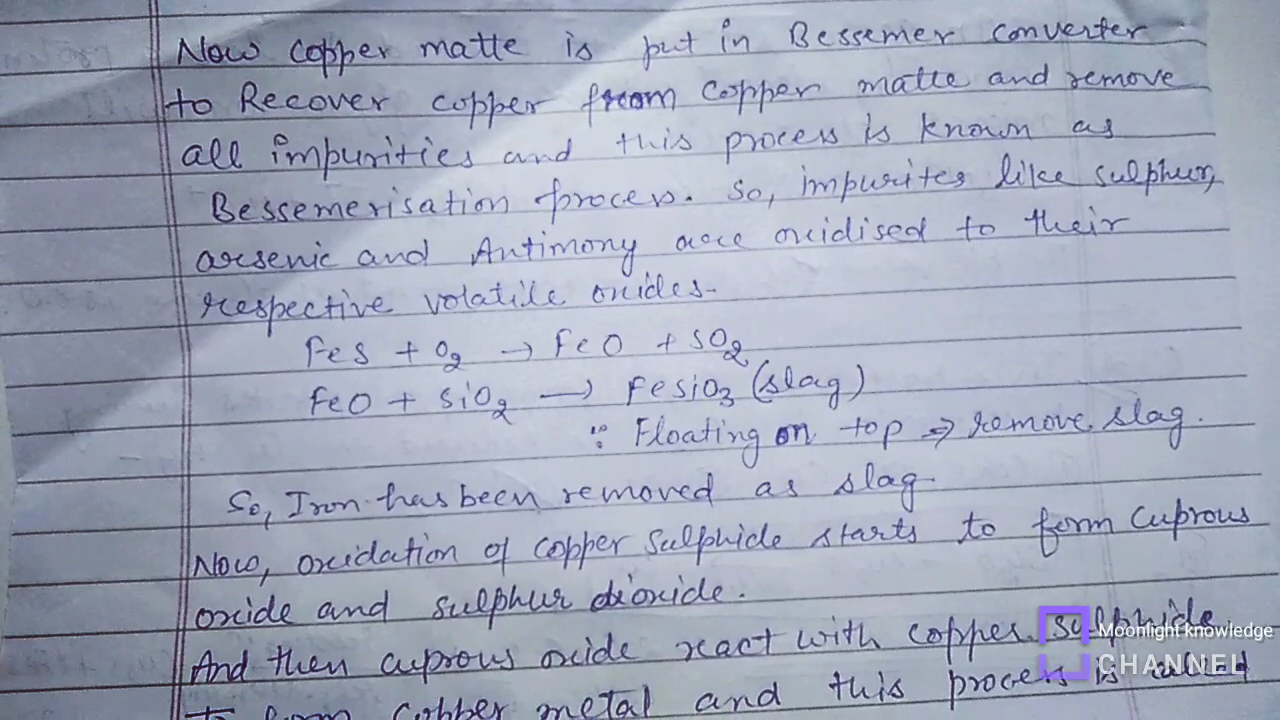 Now Copper matte is put in Bessemer converter
to Recover copper from Copper matte and remove
all impurities and this process is known as
Bessemerisation process. So, impurites like sulphur,
arsenic and Antimony are oxidised to their
respective volatile oxides.
FeS + O2 → FeO + SO2
FeO + SiO2 → FeSiO3 (slag)
∵ Floating on top ⇒ remove slag.
So, Iron has been removed as slag.
Now, oxidation of copper sulphide starts to form Cuprous
oxide and sulphur dioxide.
And then cuprous oxide react with copper sulphide
to form copper metal and this process is called
Moonlight knowledge
CHANNEL